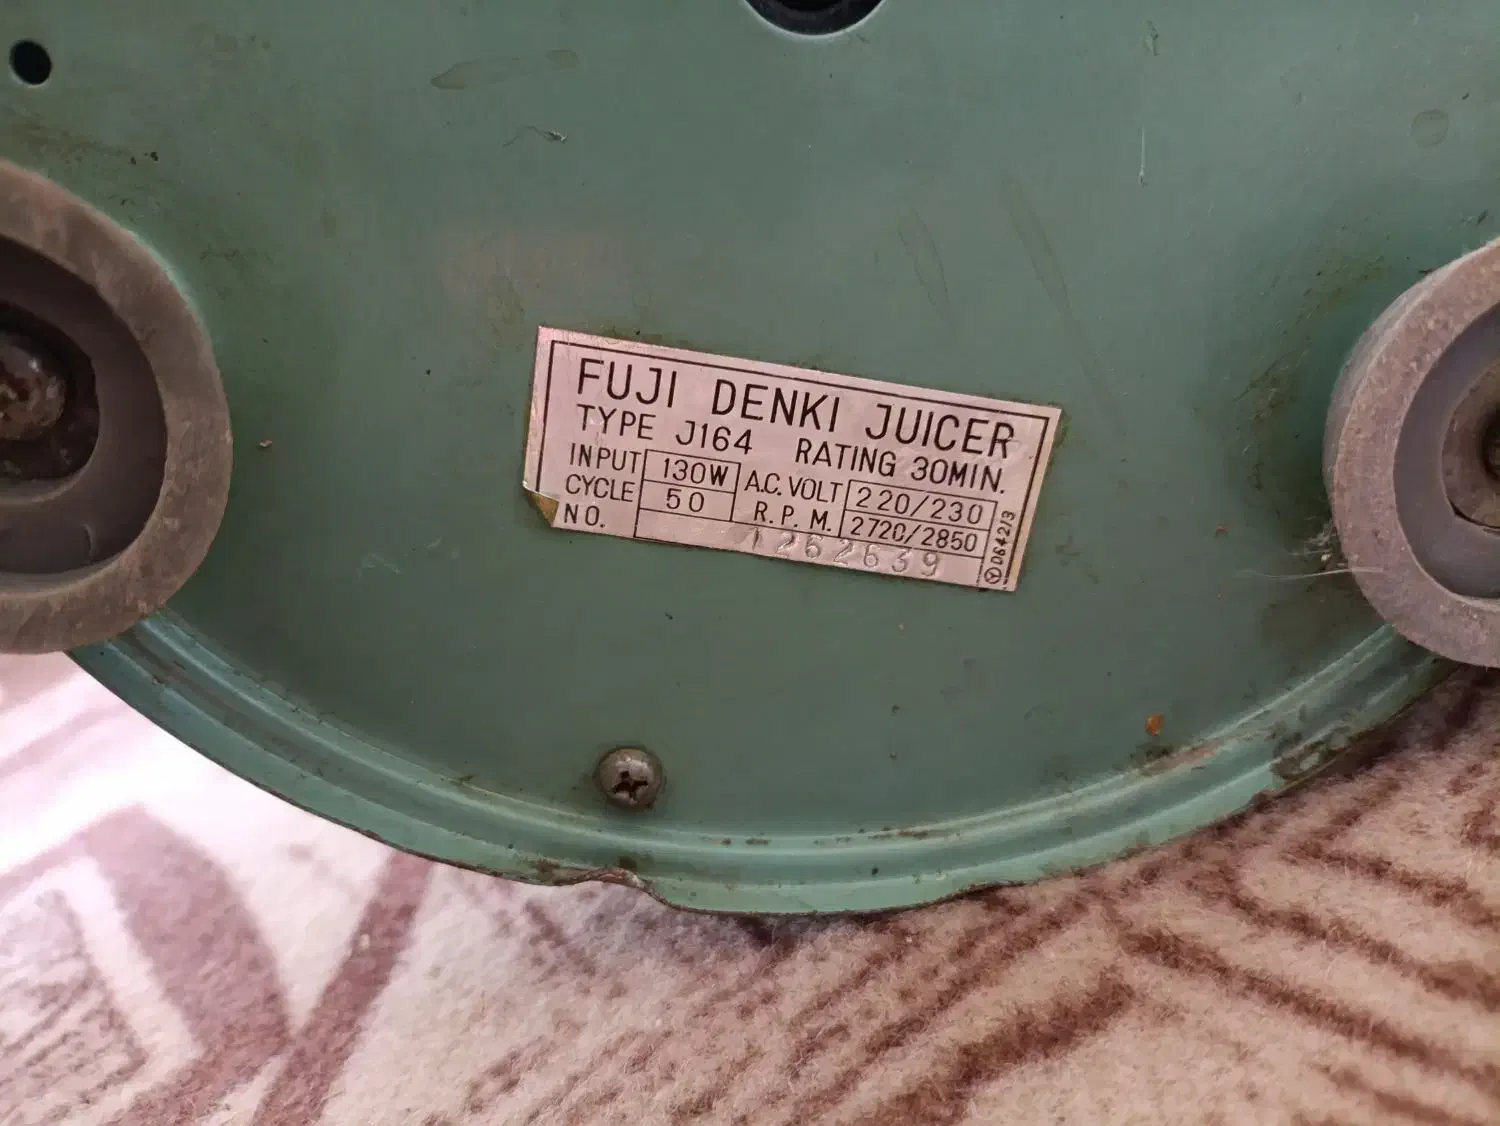 FUJI DENKI JUICER
TYPE J164 RATING 30MIN.
INPUT 130W A.C. VOLT 220/230
CYCLE 50 R.P.M. 2720/2850
NO. 1262639
D642/3